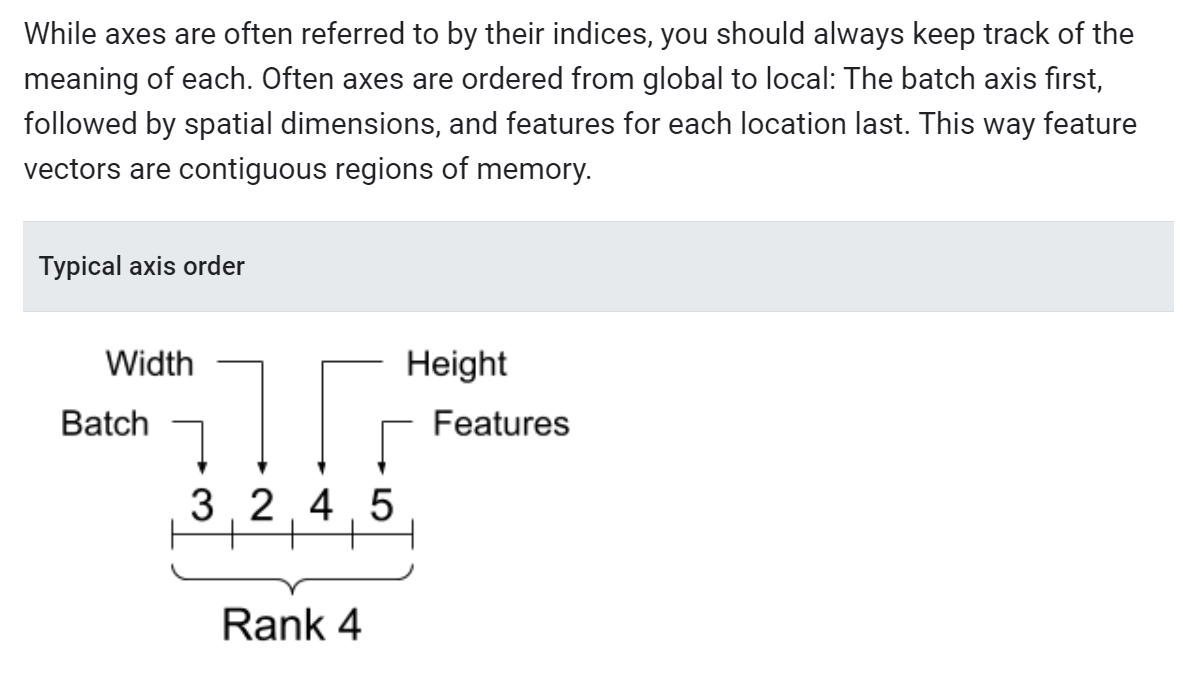 While axes are often referred to by their indices, you should always keep track of the
meaning of each. Often axes are ordered from global to local: The batch axis first,
followed by spatial dimensions, and features for each location last. This way feature
vectors are contiguous regions of memory.
Typical axis order
Width Height
Batch Features
3 2 4 5
Rank 4